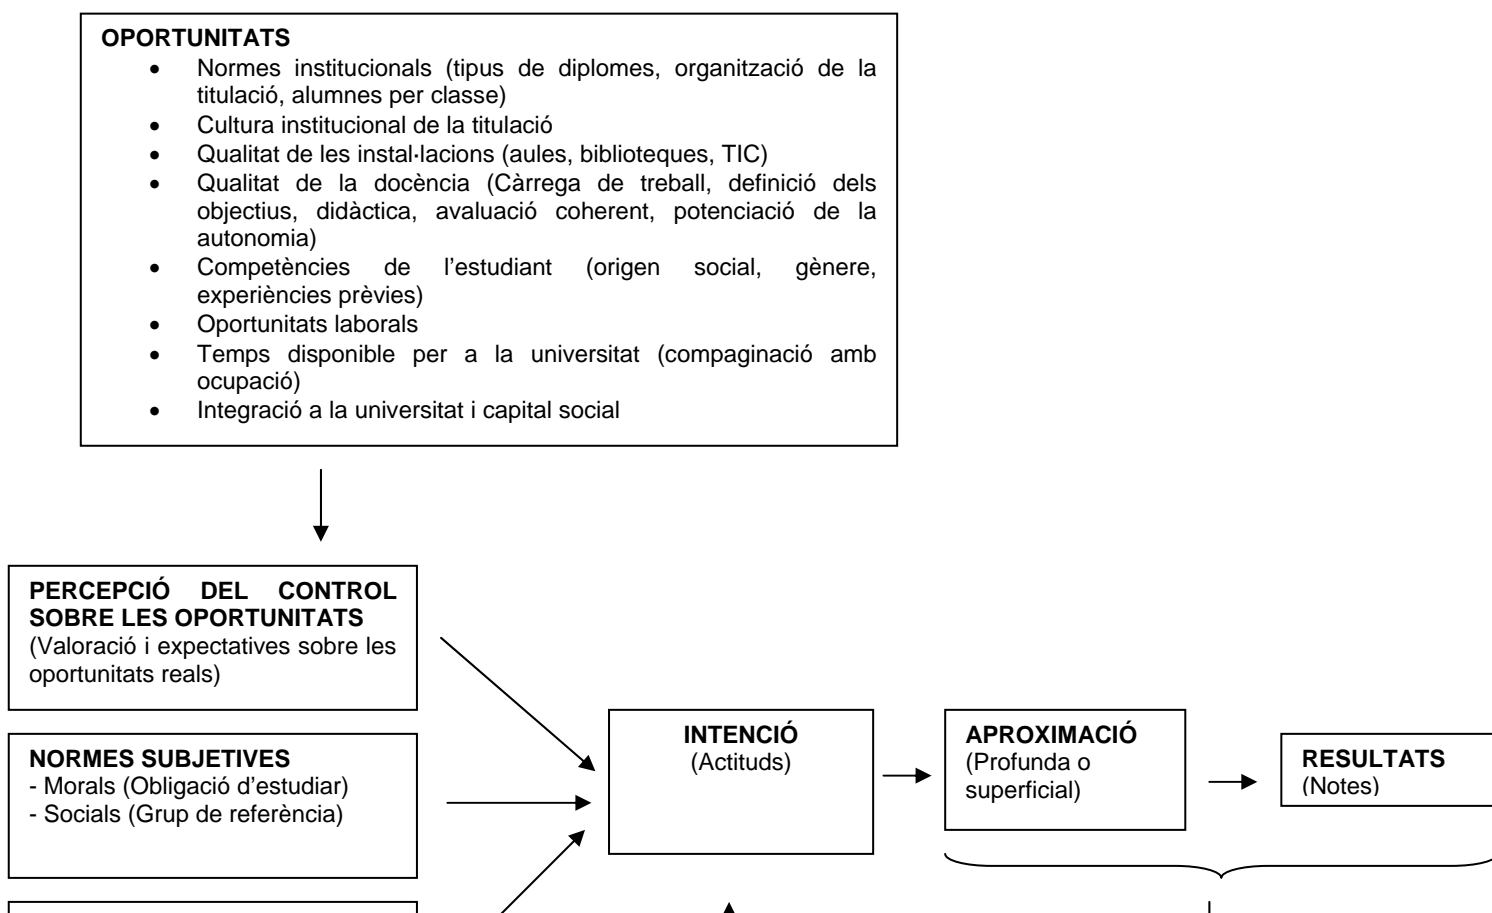 OPORTUNITATS
• Normes institucionals (tipus de diplomes, organització de la
titulació, alumnes per classe)
• Cultura institucional de la titulació
• Qualitat de les instal·lacions (aules, biblioteques, TIC)
• Qualitat de la docència (Càrrega de treball, definició dels
objectius, didàctica, avaluació coherent, potenciació de la
autonomia)
• Competències de l’estudiant (origen social, gènere,
experiències prèvies)
• Oportunitats laborals
• Temps disponible per a la universitat (compaginació amb
ocupació)
• Integració a la universitat i capital social
PERCEPCIÓ DEL CONTROL
SOBRE LES OPORTUNITATS
(Valoració i expectatives sobre les
oportunitats reals)
NORMES SUBJETIVES
- Morals (Obligació d’estudiar)
- Socials (Grup de referència)
INTENCIÓ
(Actituds)
APROXIMACIÓ
(Profunda o
superficial)
RESULTATS
(Notes)